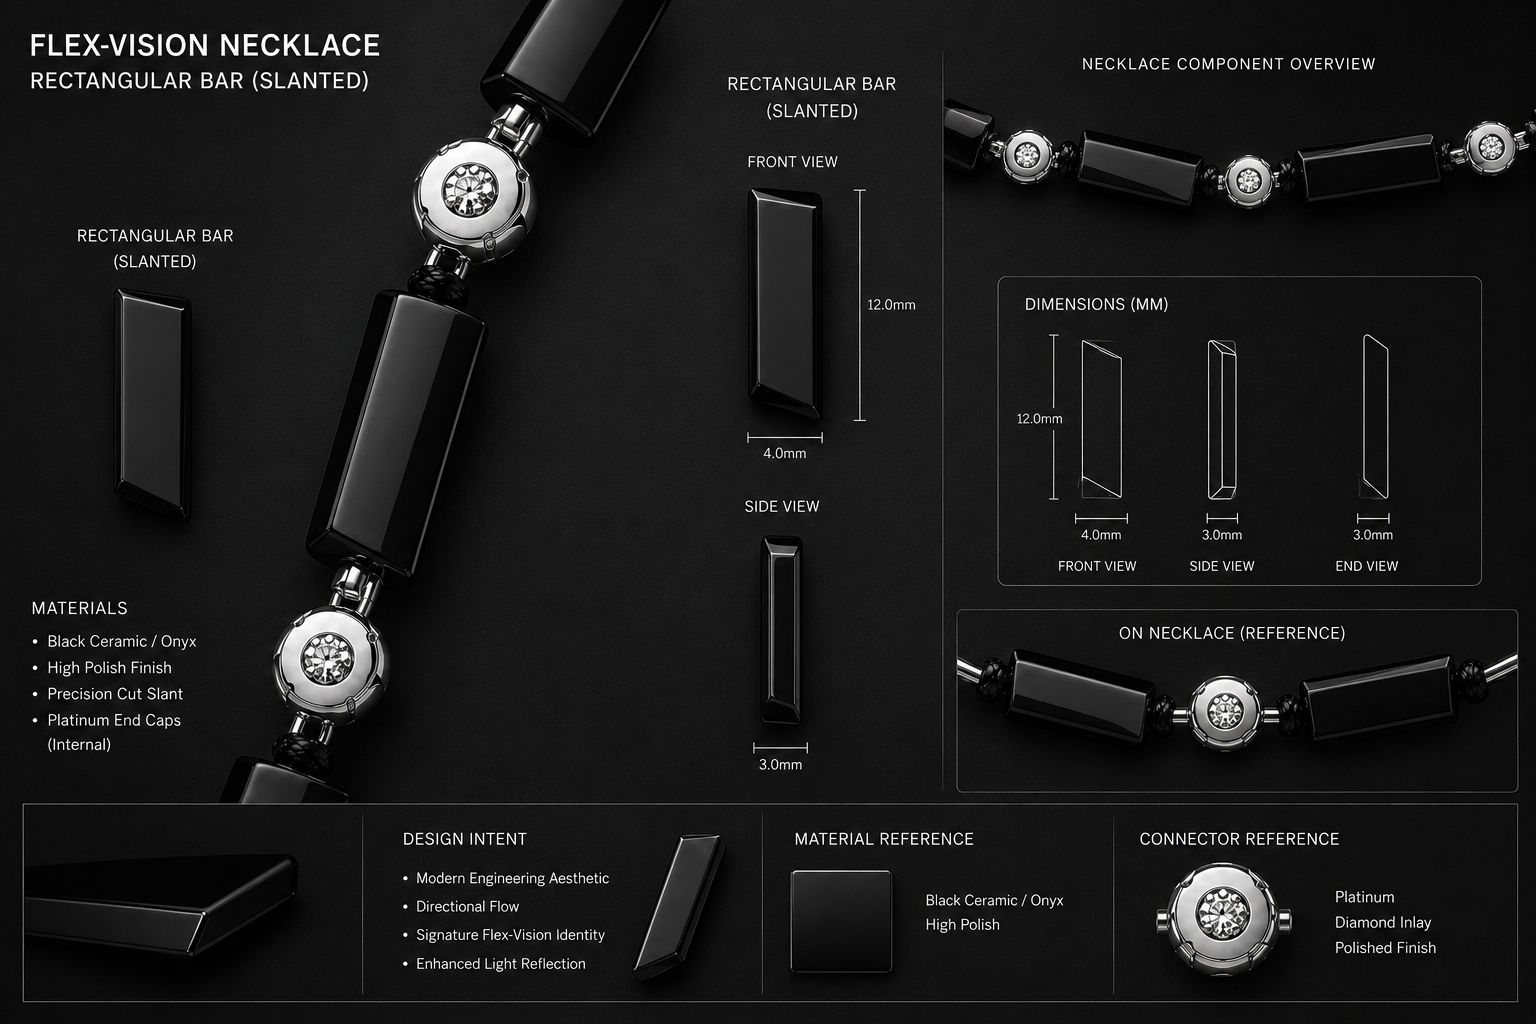 FLEX-VISION NECKLACE
RECTANGULAR BAR (SLANTED)
RECTANGULAR BAR
(SLANTED)
MATERIALS
• Black Ceramic / Onyx
• High Polish Finish
• Precision Cut Slant
• Platinum End Caps
(Internal)
RECTANGULAR BAR
(SLANTED)
FRONT VIEW
12.0mm
4.0mm
SIDE VIEW
3.0mm
NECKLACE COMPONENT OVERVIEW
DIMENSIONS (MM)
12.0mm
4.0mm
3.0mm
3.0mm
FRONT VIEW
SIDE VIEW
END VIEW
ON NECKLACE (REFERENCE)
DESIGN INTENT
• Modern Engineering Aesthetic
• Directional Flow
• Signature Flex-Vision Identity
• Enhanced Light Reflection
MATERIAL REFERENCE
Black Ceramic / Onyx
High Polish
CONNECTOR REFERENCE
Platinum
Diamond Inlay
Polished Finish